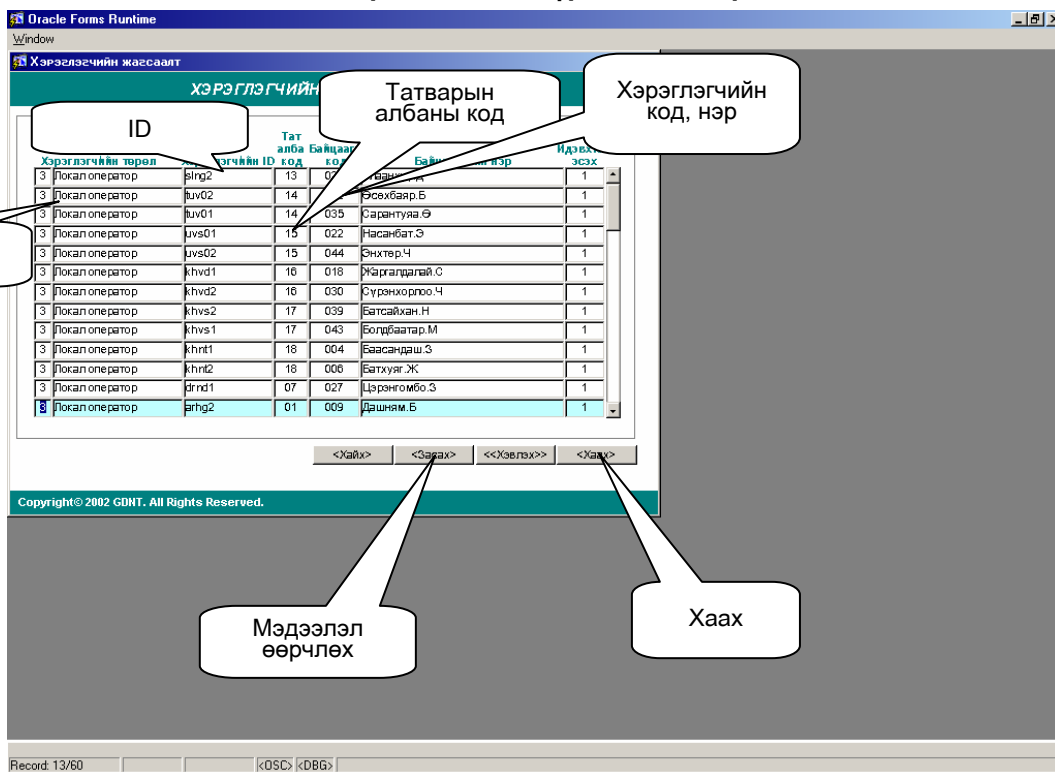 Oracle Forms Runtime
Window
Хэрэглэгчийн жагсаалт
ХЭРЭГЛЭГЧИЙН
ID
Татварын
албаны код
Хэрэглэгчийн
код, нэр
Тат
алба
код
Хэрэглэгчийн төрөл
3 Локал оператор slng2 13
3 Локал оператор tuv02 14 Өсөхбаяр.Б 1
3 Локал оператор tuv01 14 035 Сарантуяа.Ө 1
3 Локал оператор uvs01 15 022 Насанбат.Э 1
3 Локал оператор uvs02 15 044 Энхтөр.Ч 1
3 Локал оператор khvd1 16 018 Жаргалдалай.С 1
3 Локал оператор khvd2 16 030 Сүрэнхорлоо.Ч 1
3 Локал оператор khvs2 17 039 Батсайхан.Н 1
3 Локал оператор khvs1 17 043 Болдбаатар.М 1
3 Локал оператор khnt1 18 004 Баасандаш.З 1
3 Локал оператор khnt2 18 006 Батхуяг.Ж 1
3 Локал оператор drnd1 07 027 Цэрэнгомбо.З 1
3 Локал оператор arhg2 01 009 Дашням.Б 1
<Хайх> <Засах> <<Хэвлэх>> <Хаах>
Copyright© 2002 GDNT. All Rights Reserved.
Мэдээлэл
өөрчлөх
Хаах
Record: 13/60 <OSC> <DBG>